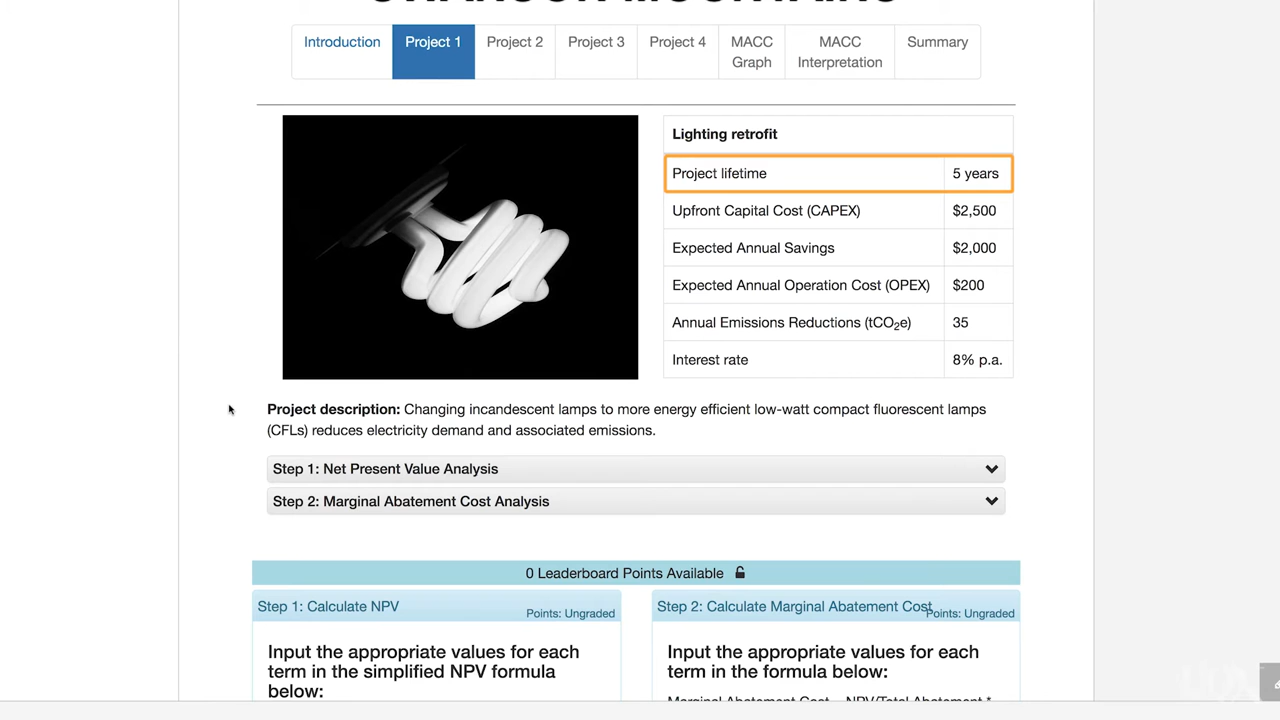 Introduction
Project 1
Project 2
Project 3
Project 4
MACC
Graph
MACC
Interpretation
Summary
Lighting retrofit
Project lifetime 5 years
Upfront Capital Cost (CAPEX) $2,500
Expected Annual Savings $2,000
Expected Annual Operation Cost (OPEX) $200
Annual Emissions Reductions (tCO₂e) 35
Interest rate 8% p.a.
Project description: Changing incandescent lamps to more energy efficient low-watt compact fluorescent lamps
(CFLs) reduces electricity demand and associated emissions.
Step 1: Net Present Value Analysis
Step 2: Marginal Abatement Cost Analysis
0 Leaderboard Points Available
Step 1: Calculate NPV
Points: Ungraded
Input the appropriate values for each
term in the simplified NPV formula
below:
Step 2: Calculate Marginal Abatement Cost
Points: Ungraded
Input the appropriate values for each
term in the formula below:
Marginal Abatement Cost = NPV/Total Abatement *